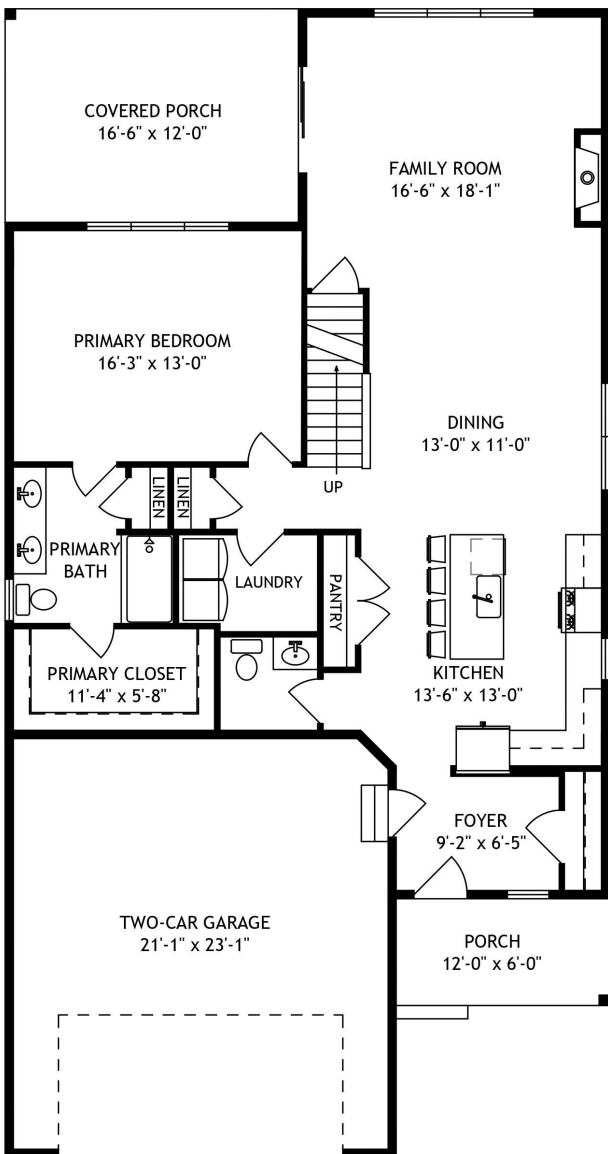 COVERED PORCH
16'-6" x 12'-0"
FAMILY ROOM
16'-6" x 18'-1"
PRIMARY BEDROOM
16'-3" x 13'-0"
DINING
13'-0" x 11'-0"
UP
LINEN
LINEN
PRIMARY
BATH
LAUNDRY
PANTRY
PRIMARY CLOSET
11'-4" x 5'-8"
KITCHEN
13'-6" x 13'-0"
FOYER
9'-2" x 6'-5"
TWO-CAR GARAGE
21'-1" x 23'-1"
PORCH
12'-0" x 6'-0"